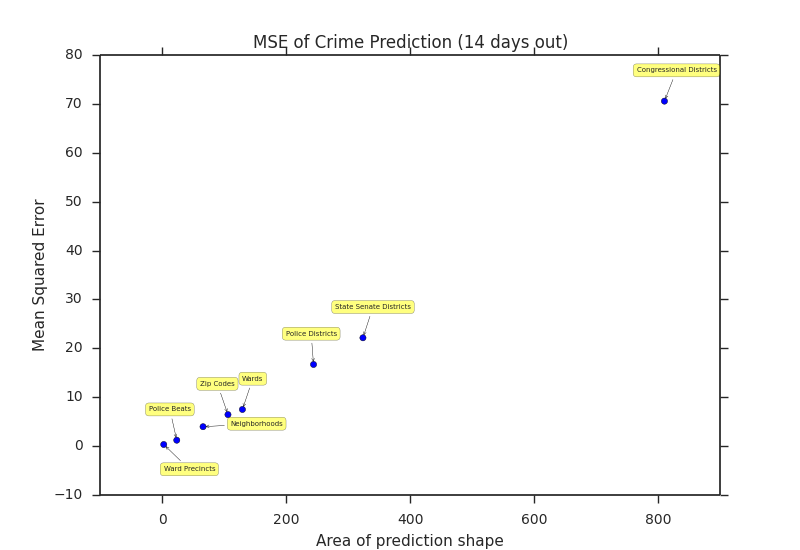 MSE of Crime Prediction (14 days out)
80
Congressional Districts
70
60
50
40
30
State Senate Districts
Police Districts
20
Zip Codes
Wards
10
Police Beats
Neighborhoods
0
Ward Precincts
−10
0 200 400 600 800
Mean Squared Error
Area of prediction shape